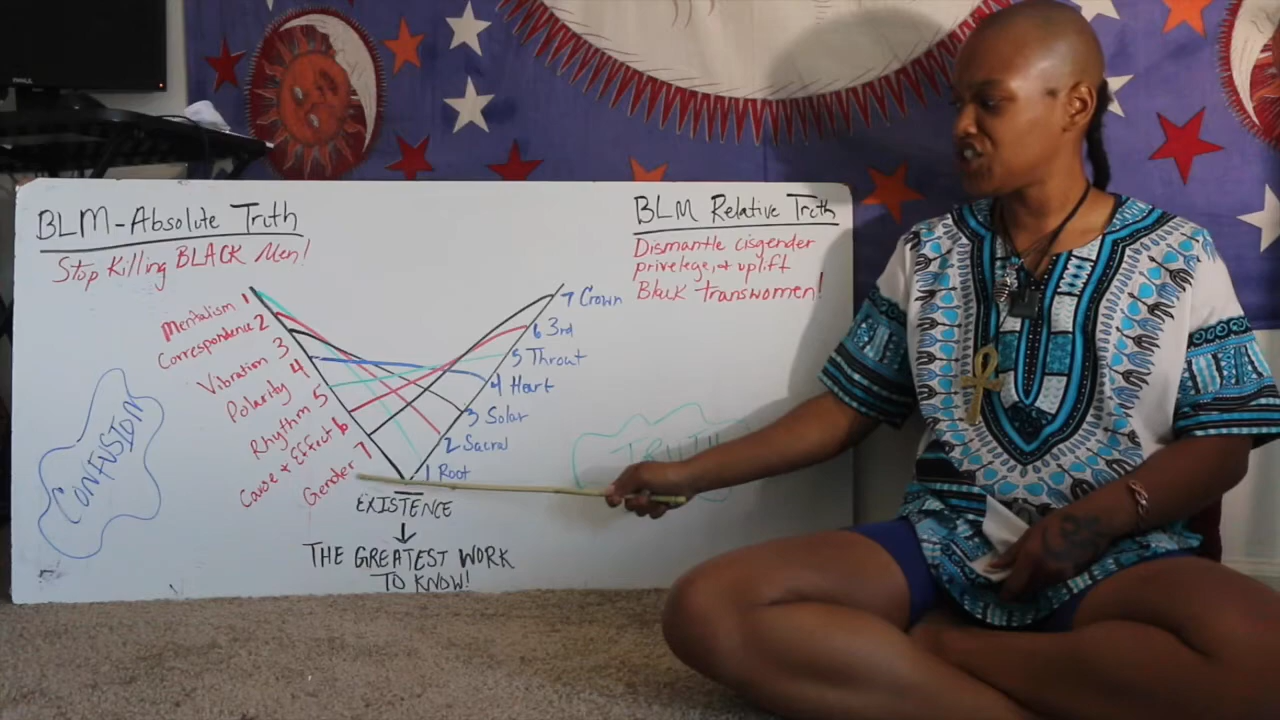 BLM-Absolute Truth
Stop Killing BLACK Men!
BLM Relative Truth
Dismantle cisgender
privelege, & uplift
Black transwomen!
Mentalism 1
Correspondence 2
Vibration 3
Polarity 4
Rhythm 5
Cause & Effect 6
Gender 7
7 Crown
6 3rd
5 Throat
4 Heart
3 Solar
2 Sacral
1 Root
CONFUSION
TRUTH
EXISTENCE
THE GREATEST WORK
TO KNOW!